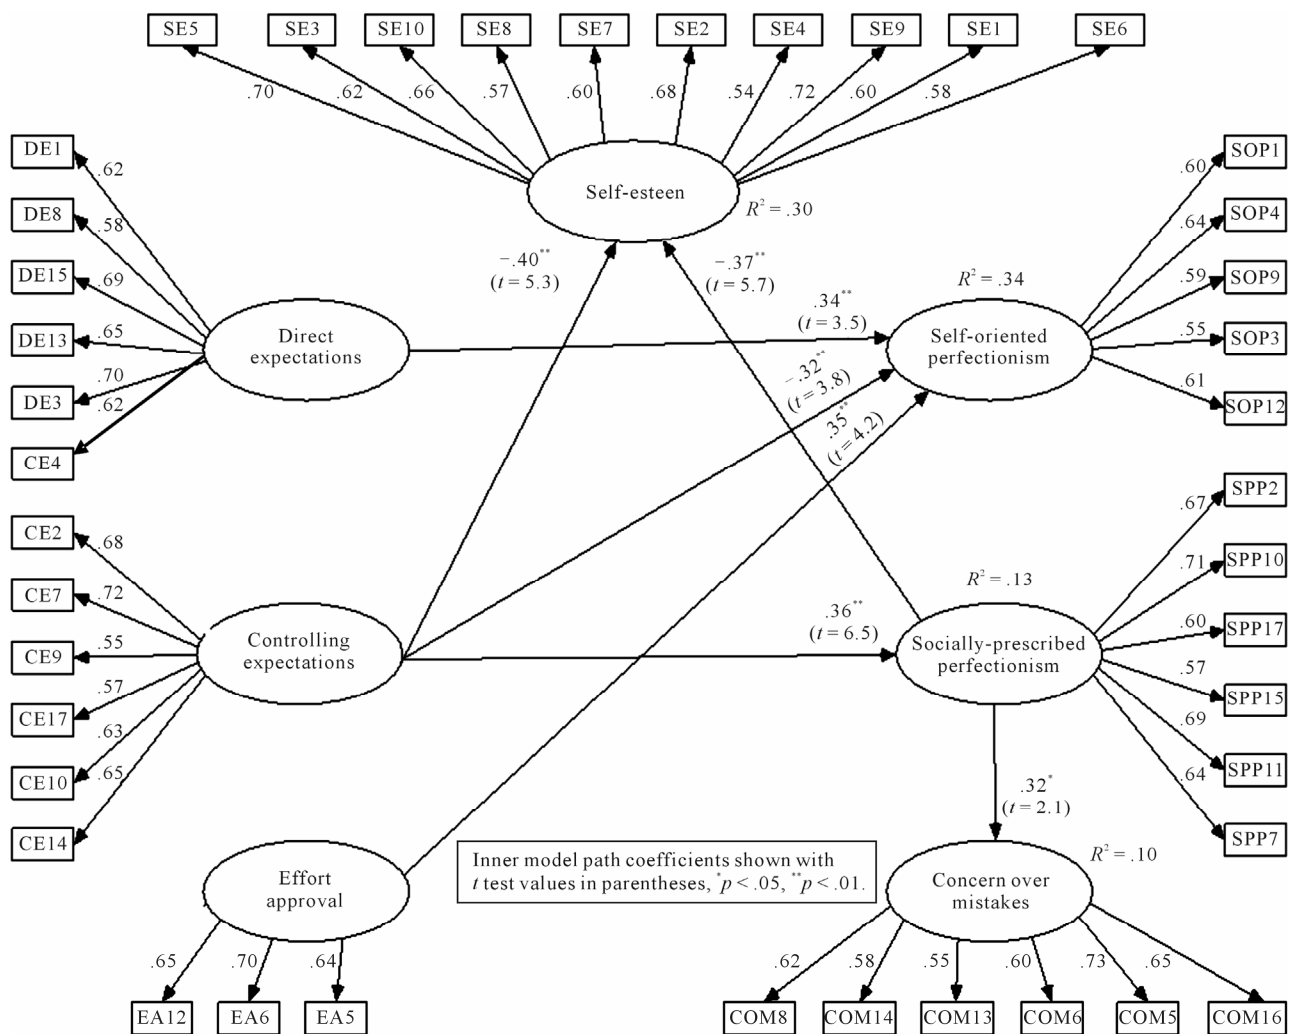 SE5 SE3 SE10 SE8 SE7 SE2 SE4 SE9 SE1 SE6
.70 .62 .66 .57 .60 .68 .54 .72 .60 .58
Self-esteen
R² = .30
DE1
.62
DE8
.58
DE15
.69
DE13
.65
DE3
.70
.62
CE4
Direct
expectations
−.40**
(t = 5.3)
−.37**
(t = 5.7)
.34**
(t = 3.5)
−.32**
(t = 3.8)
.35**
(t = 4.2)
R² = .34
Self-oriented
perfectionism
SOP1
.60
SOP4
.64
SOP9
.59
SOP3
.55
SOP12
.61
CE2
.68
CE7
.72
CE9
.55
CE17
.57
CE10
.63
CE14
.65
Controlling
expectations
.36**
(t = 6.5)
R² = .13
Socially-prescribed
perfectionism
SPP2
.67
SPP10
.71
SPP17
.60
SPP15
.57
SPP11
.69
SPP7
.64
.32*
(t = 2.1)
Effort
approval
.65 .70 .64
EA12 EA6 EA5
Inner model path coefficients shown with
t test values in parentheses, *p < .05, **p < .01.
R² = .10
Concern over
mistakes
.62 .58 .55 .60 .73 .65
COM8 COM14 COM13 COM6 COM5 COM16